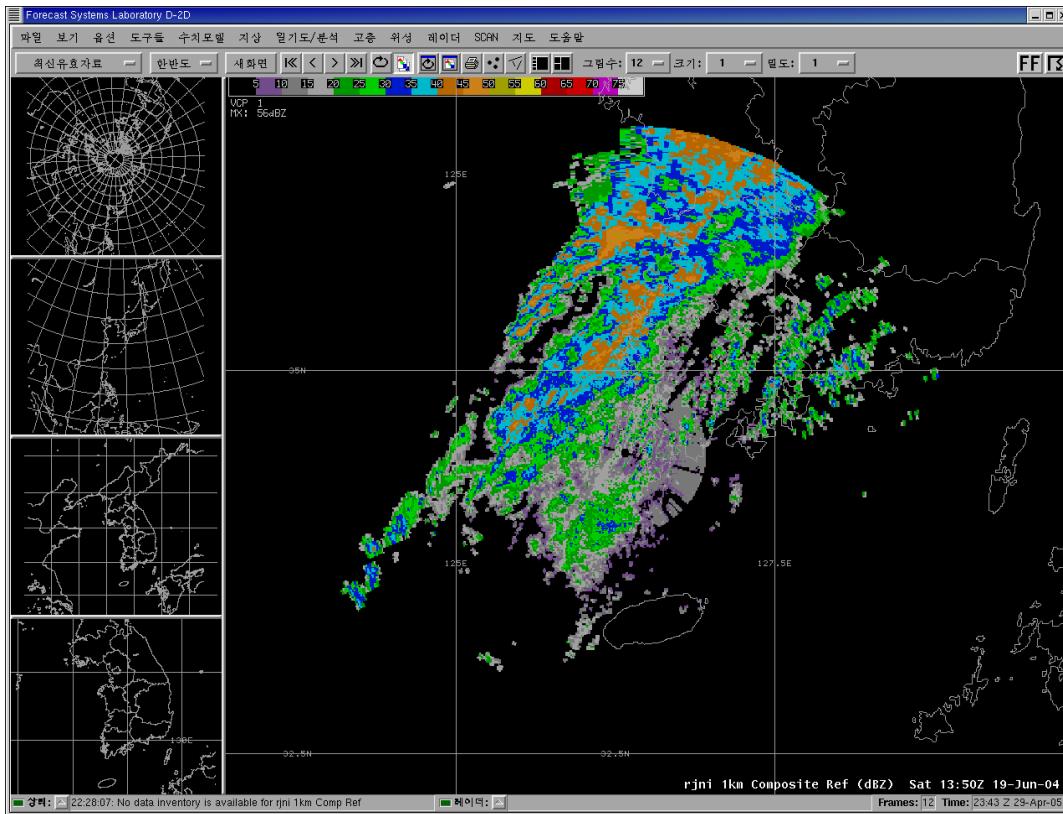 Forecast Systems Laboratory D-2D
파일 보기 옵션 도구들 수치모델 지상 일기도/분석 고층 위성 레이더 SCAN 지도 도움말
최신유효자료 한반도 새화면 그림수: 12 크기: 1 밀도: 1 FF
5 10 15 20 25 30 35 40 45 50 55 60 65 70 75
VCP 1
MX: 56dBZ
125E
35N
125E 127.5E
130E
32.5N 32.5N
rjni 1km Composite Ref (dBZ) Sat 13:50Z 19-Jun-04
상태: 22:28:07: No data inventory is available for rjni 1km Comp Ref 레이더: Frames: 12 Time: 23:43 Z 29-Apr-05